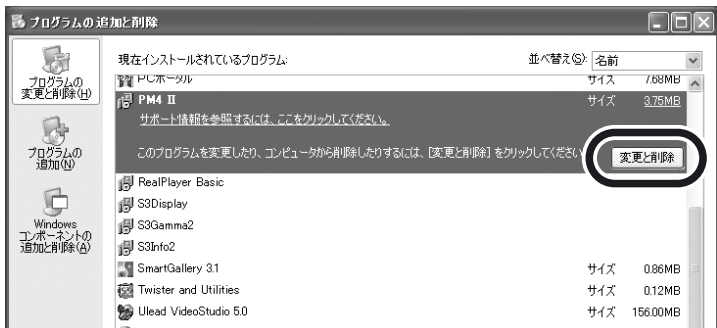 プログラムの追加と削除
プログラムの
変更と削除(H)
プログラムの
追加(N)
Windows
コンポーネントの
追加と削除(A)
現在インストールされているプログラム:
並べ替え(S): 名前
PCポータル サイズ 7.68MB
PM4 II サイズ 3.75MB
サポート情報を参照するには、ここをクリックしてください。
このプログラムを変更したり、コンピュータから削除したりするには、[変更と削除] をクリックしてください
変更と削除
RealPlayer Basic
S3Display
S3Gamma2
S3Info2
SmartGallery 3.1 サイズ 0.86MB
Twister and Utilities サイズ 0.12MB
Ulead VideoStudio 5.0 サイズ 156.00MB